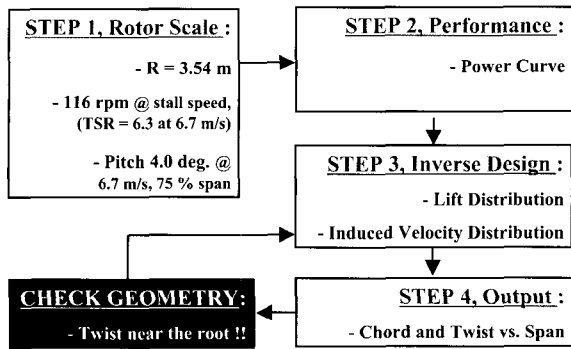 STEP 1, Rotor Scale :
- R = 3.54 m
- 116 rpm @ stall speed,
(TSR = 6.3 at 6.7 m/s)
- Pitch 4.0 deg. @
6.7 m/s, 75 % span
STEP 2, Performance :
- Power Curve
STEP 3, Inverse Design :
- Lift Distribution
- Induced Velocity Distribution
STEP 4, Output :
- Chord and Twist vs. Span
CHECK GEOMETRY:
- Twist near the root !!